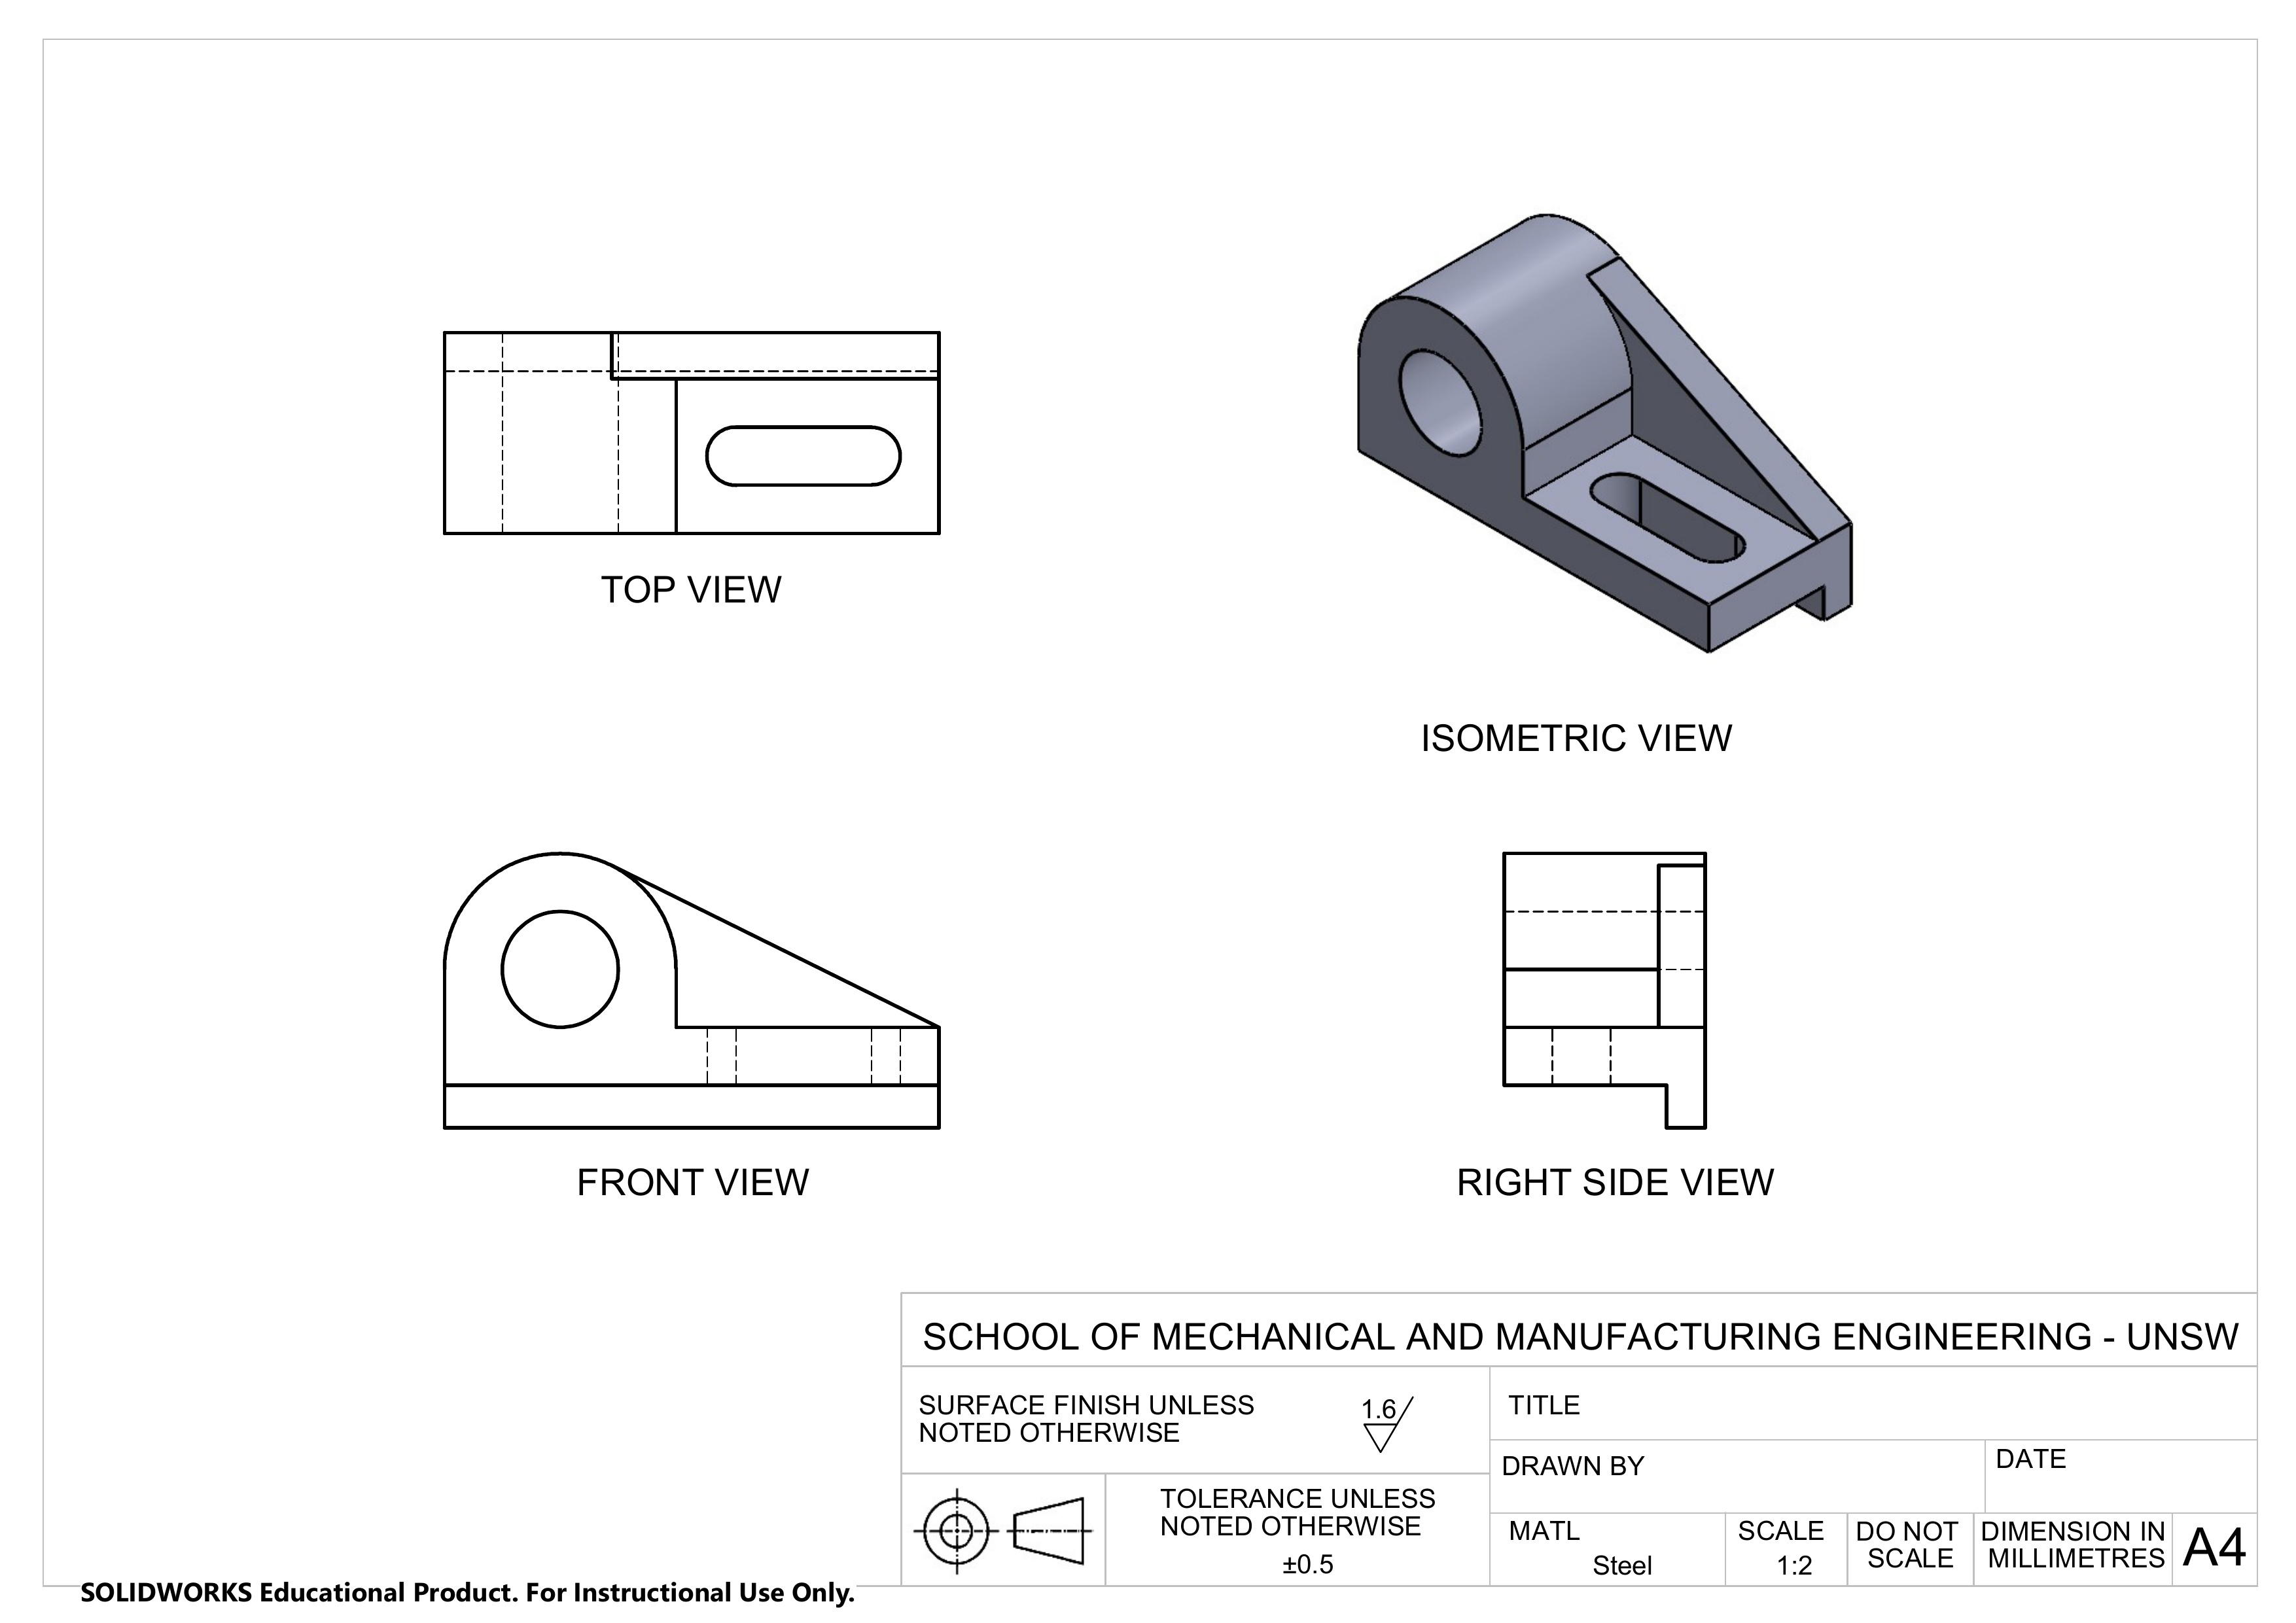 TOP VIEW
ISOMETRIC VIEW
FRONT VIEW
RIGHT SIDE VIEW
SCHOOL OF MECHANICAL AND MANUFACTURING ENGINEERING - UNSW
SURFACE FINISH UNLESS
NOTED OTHERWISE
1.6
TITLE
DRAWN BY
DATE
TOLERANCE UNLESS
NOTED OTHERWISE
±0.5
MATL
Steel
SCALE
1:2
DO NOT
SCALE
DIMENSION IN
MILLIMETRES
A4
SOLIDWORKS Educational Product. For Instructional Use Only.